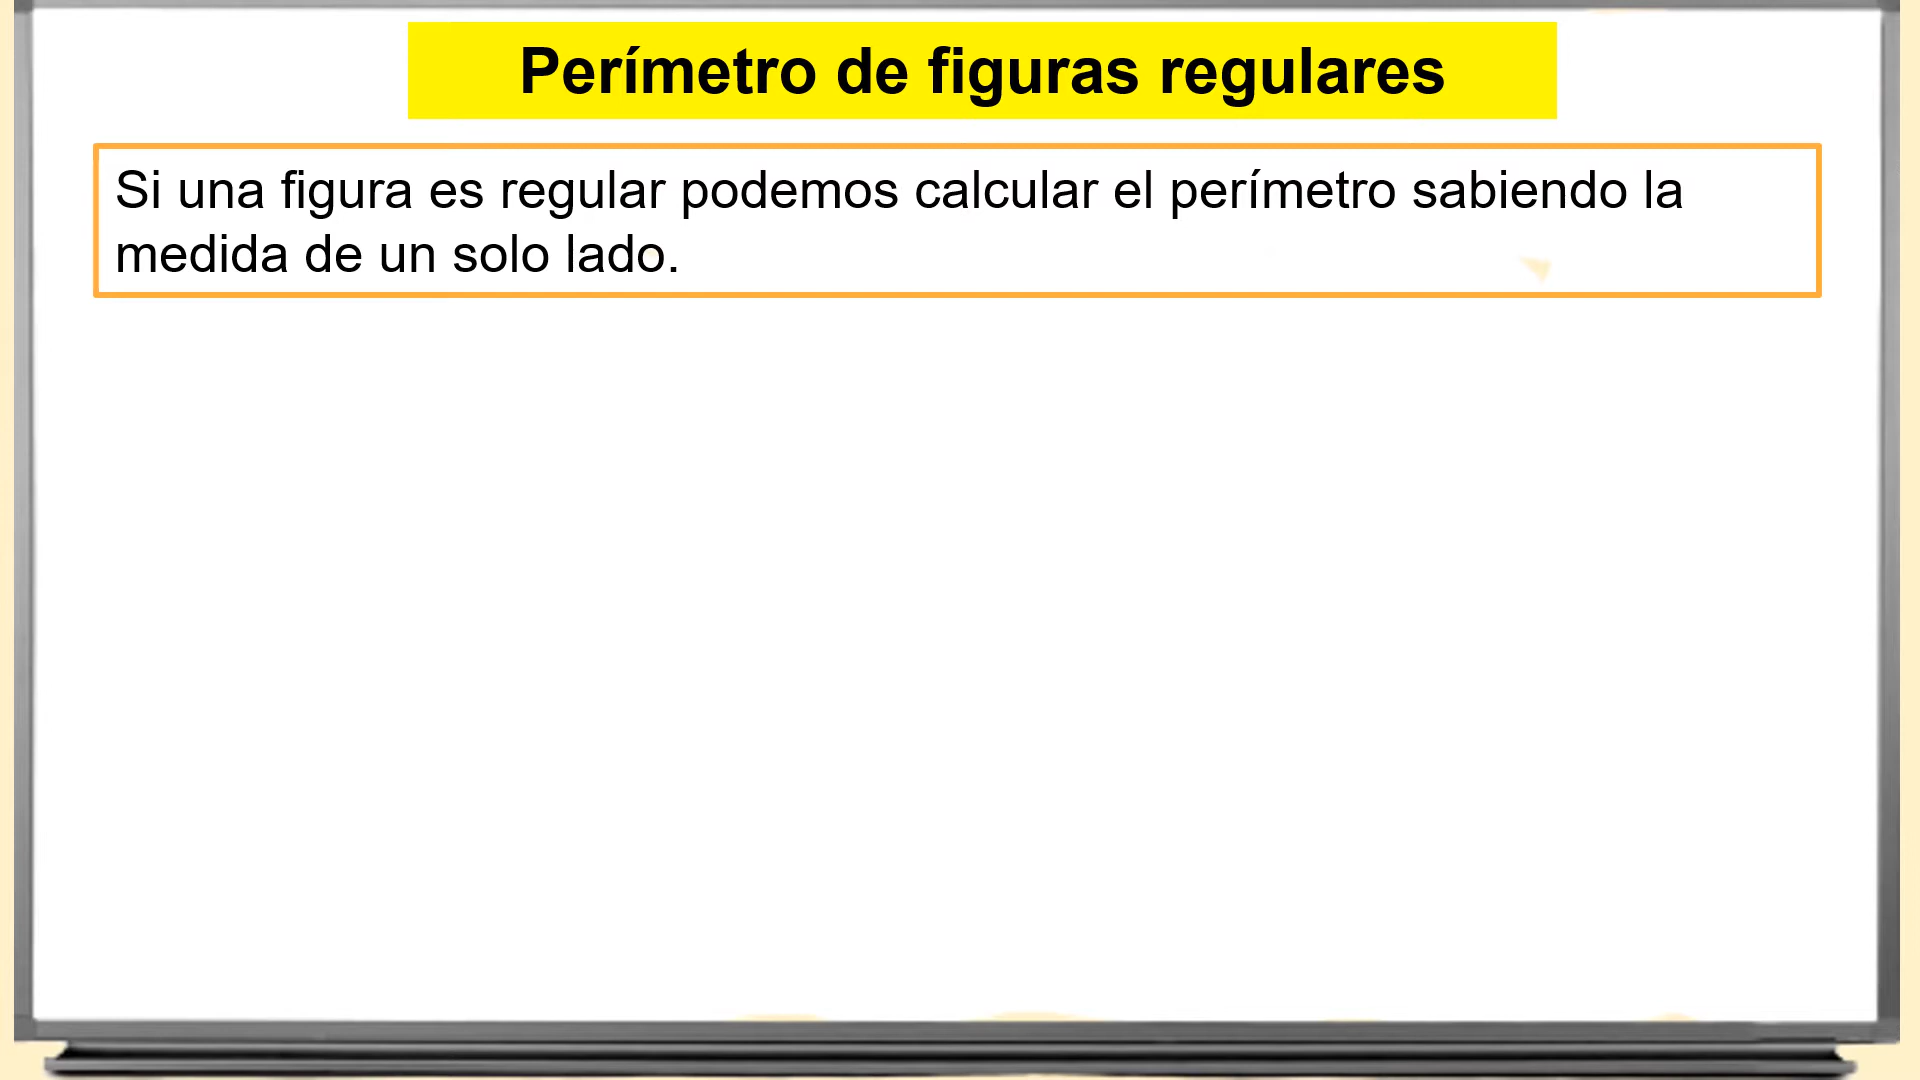 Perímetro de figuras regulares
Si una figura es regular podemos calcular el perímetro sabiendo la
medida de un solo lado.